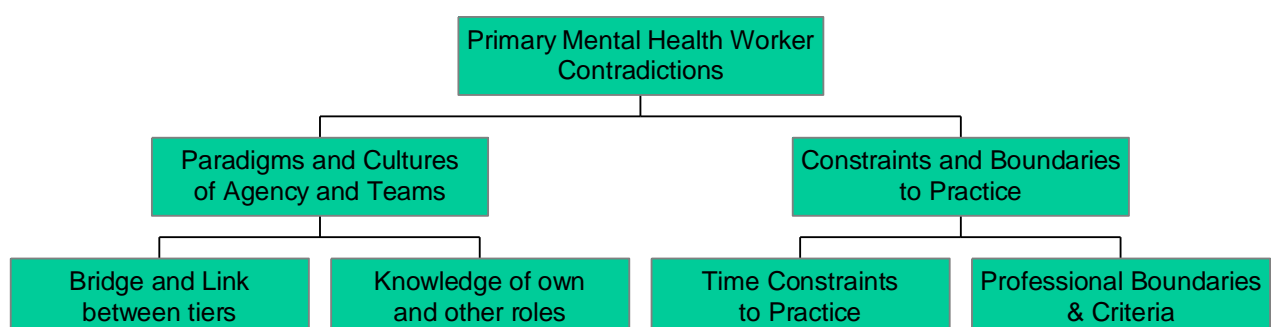 Primary Mental Health Worker
Contradictions
Paradigms and Cultures
of Agency and Teams
Constraints and Boundaries
to Practice
Bridge and Link
between tiers
Knowledge of own
and other roles
Time Constraints
to Practice
Professional Boundaries
& Criteria